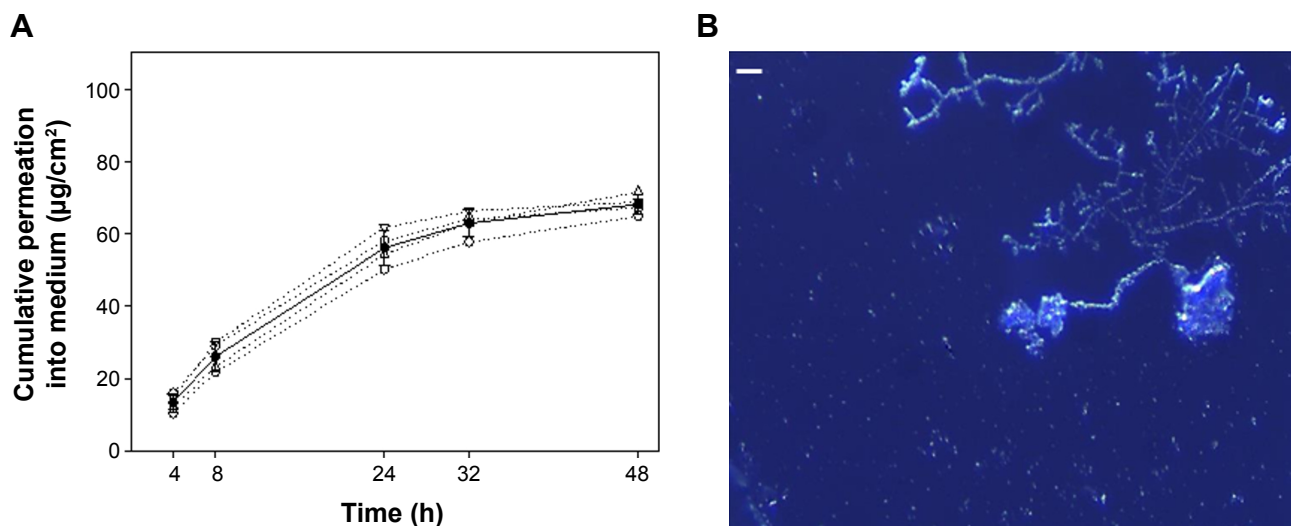 A
B
Cumulative permeation
into medium (µg/cm²)
100
80
60
40
20
0
4 8 24 32 48
Time (h)